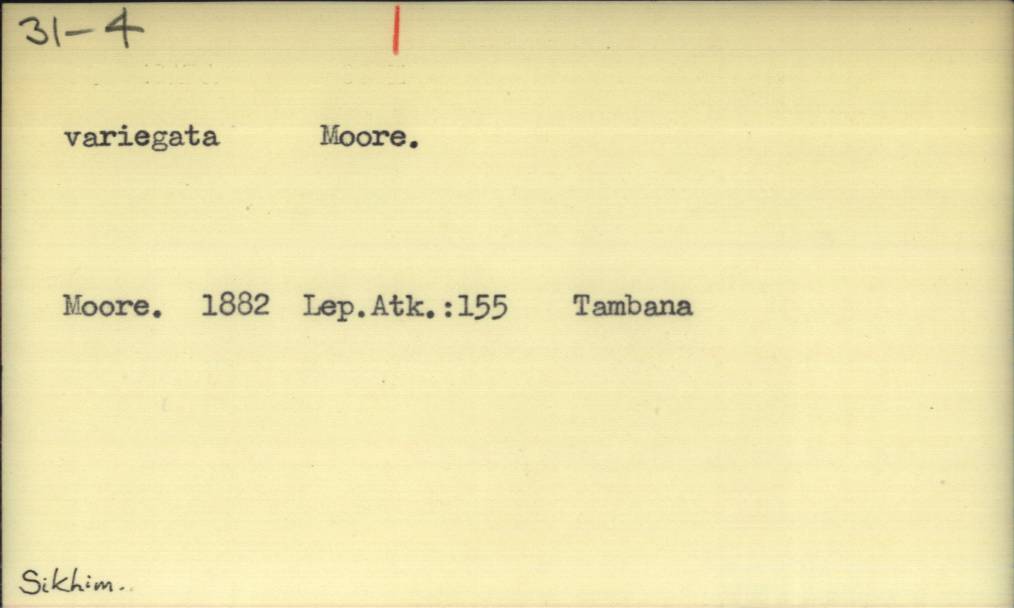 31-4
variegata Moore.
Moore. 1882 Lep.Atk.:155 Tambana
Sikhim.